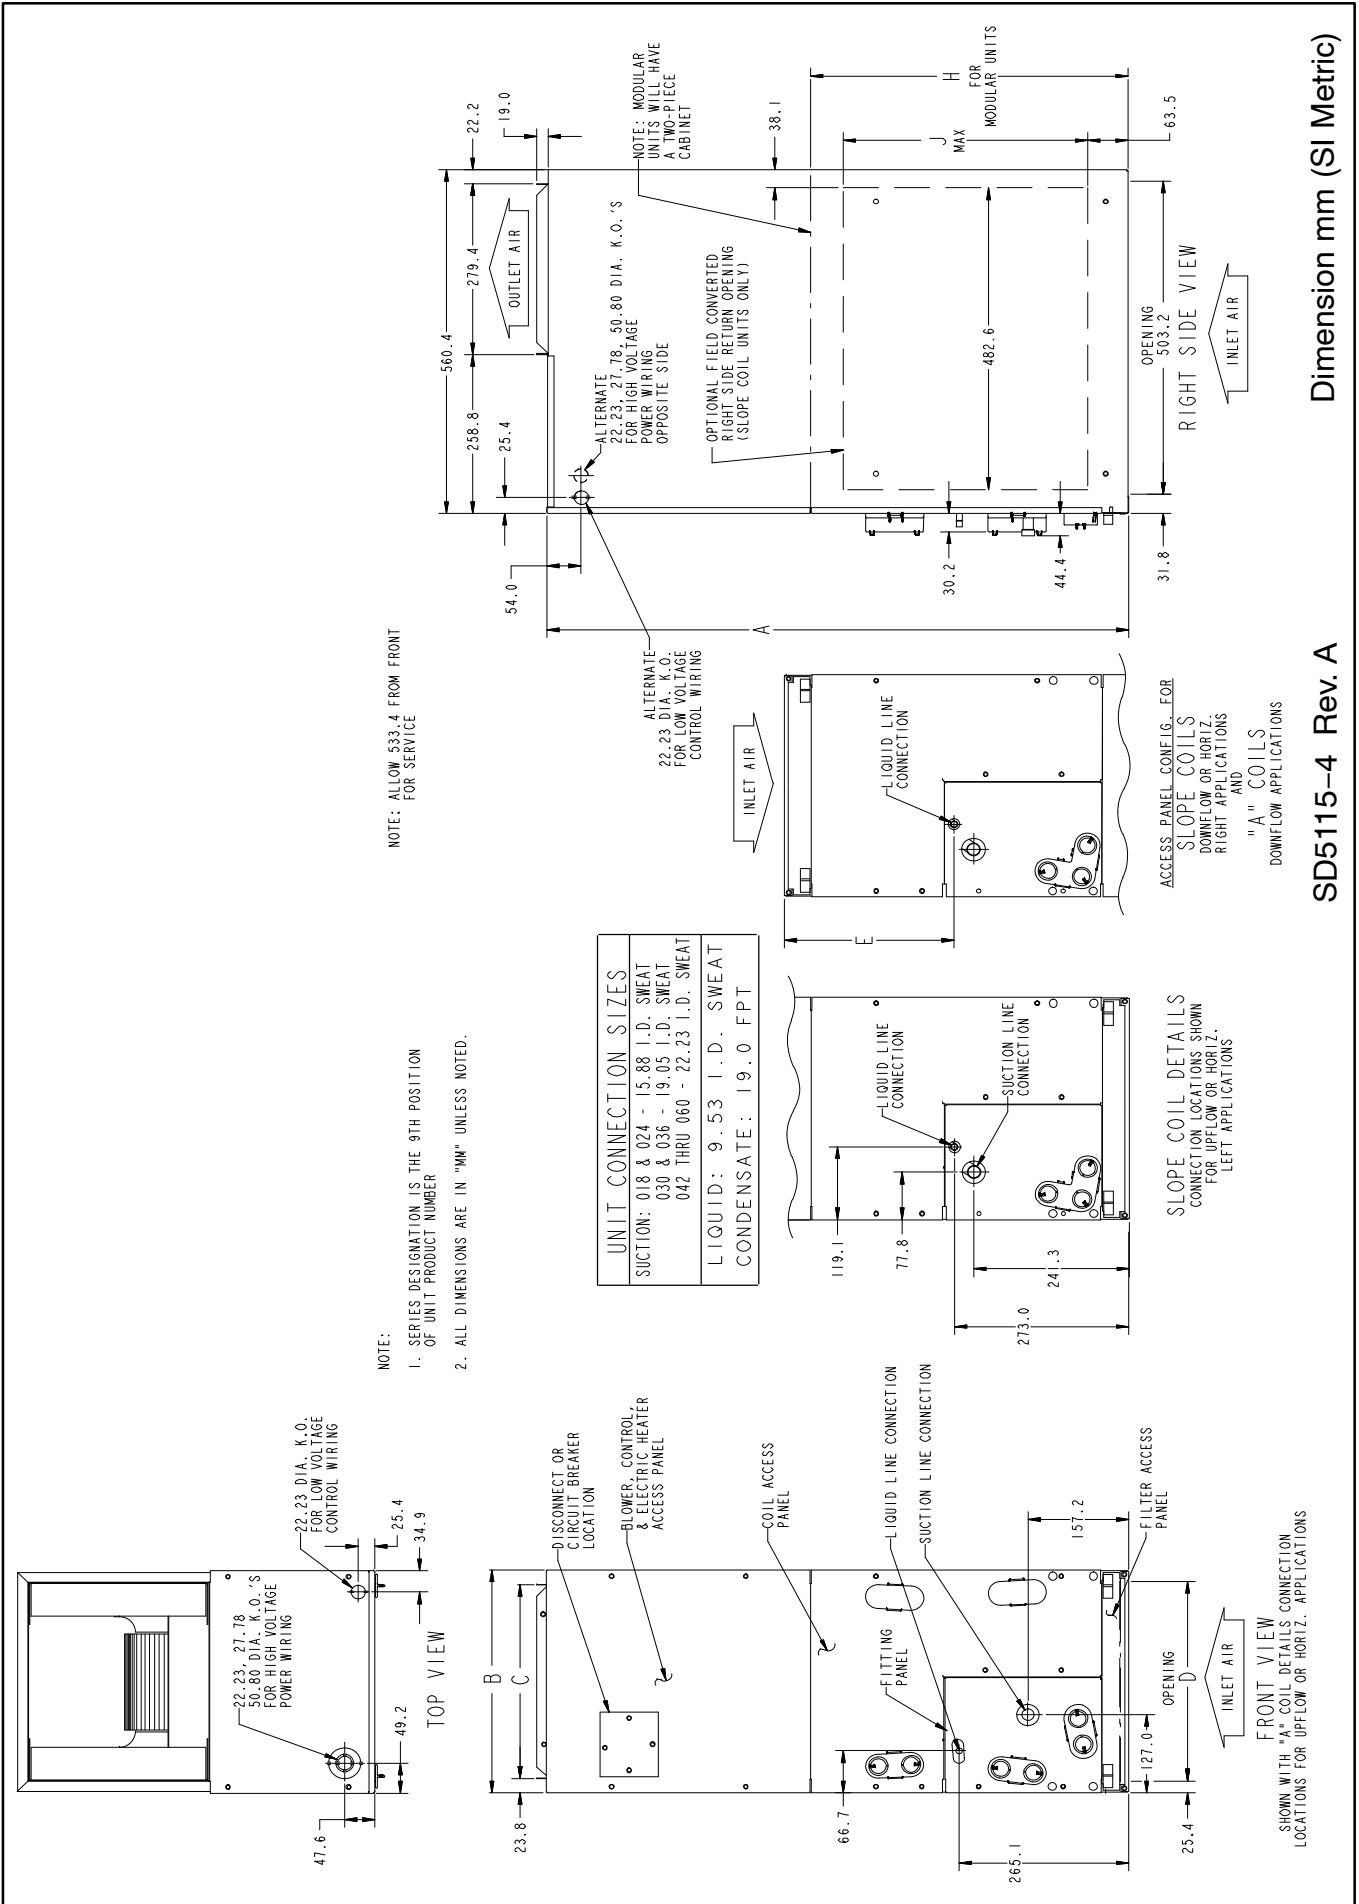 22.23, 27.78
50.80 DIA. K.O.'S
FOR HIGH VOLTAGE
POWER WIRING
22.23 DIA. K.O.
FOR LOW VOLTAGE
CONTROL WIRING
47.6
49.2
25.4
34.9
TOP VIEW
NOTE:
1. SERIES DESIGNATION IS THE 9TH POSITION
OF UNIT PRODUCT NUMBER
2. ALL DIMENSIONS ARE IN "MM" UNLESS NOTED.
NOTE: ALLOW 533.4 FROM FRONT
FOR SERVICE
B
C
23.8
DISCONNECT OR
CIRCUIT BREAKER
LOCATION
BLOWER, CONTROL,
& ELECTRIC HEATER
ACCESS PANEL
COIL ACCESS
PANEL
FITTING
PANEL
LIQUID LINE CONNECTION
SUCTION LINE CONNECTION
66.7
265.1
157.2
FILTER ACCESS
PANEL
127.0
25.4
OPENING
D
INLET AIR
FRONT VIEW
SHOWN WITH "A" COIL DETAILS CONNECTION
LOCATIONS FOR UPFLOW OR HORIZ. APPLICATIONS
UNIT CONNECTION SIZES
SUCTION: 018 & 024 - 15.88 I.D. SWEAT
030 & 036 - 19.05 I.D. SWEAT
042 THRU 060 - 22.23 I.D. SWEAT
LIQUID: 9.53 I.D. SWEAT
CONDENSATE: 19.0 FPT
LIQUID LINE
CONNECTION
SUCTION LINE
CONNECTION
119.1
77.8
241.3
273.0
SLOPE COIL DETAILS
CONNECTION LOCATIONS SHOWN
FOR UPFLOW OR HORIZ.
LEFT APPLICATIONS
INLET AIR
E
LIQUID LINE
CONNECTION
ACCESS PANEL CONFIG. FOR
SLOPE COILS
DOWNFLOW OR HORIZ.
RIGHT APPLICATIONS
AND
"A" COILS
DOWNFLOW APPLICATIONS
560.4
258.8
279.4
22.2
25.4
19.0
OUTLET AIR
54.0
ALTERNATE
22.23, 27.78, 50.80 DIA. K.O.'S
FOR HIGH VOLTAGE
POWER WIRING
OPPOSITE SIDE
ALTERNATE
22.23 DIA. K.O.
FOR LOW VOLTAGE
CONTROL WIRING
NOTE: MODULAR
UNITS WILL HAVE
A TWO-PIECE
CABINET
OPTIONAL FIELD CONVERTED
RIGHT SIDE RETURN OPENING
(SLOPE COIL UNITS ONLY)
A
38.1
H
FOR
MODULAR UNITS
J
MAX
482.6
30.2
44.4
31.8
63.5
OPENING
503.2
RIGHT SIDE VIEW
INLET AIR
SD5115–4 Rev. A
Dimension mm (SI Metric)